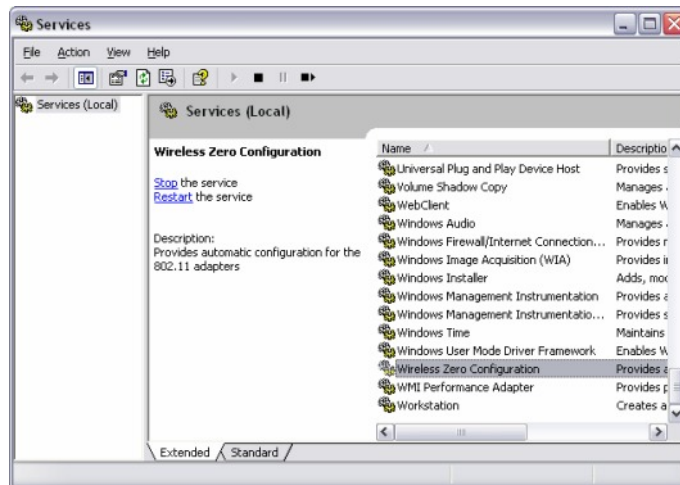 Services
File Action View Help
Services (Local)
Services (Local)
Wireless Zero Configuration
Stop the service
Restart the service
Description:
Provides automatic configuration for the
802.11 adapters
Name Descriptio
Universal Plug and Play Device Host Provides s
Volume Shadow Copy Manages
WebClient Enables W
Windows Audio Manages
Windows Firewall/Internet Connection... Provides r
Windows Image Acquisition (WIA) Provides i
Windows Installer Adds, mod
Windows Management Instrumentation Provides a
Windows Management Instrumentatio... Provides s
Windows Time Maintains
Windows User Mode Driver Framework Enables W
Wireless Zero Configuration Provides a
WMI Performance Adapter Provides p
Workstation Creates a
Extended Standard